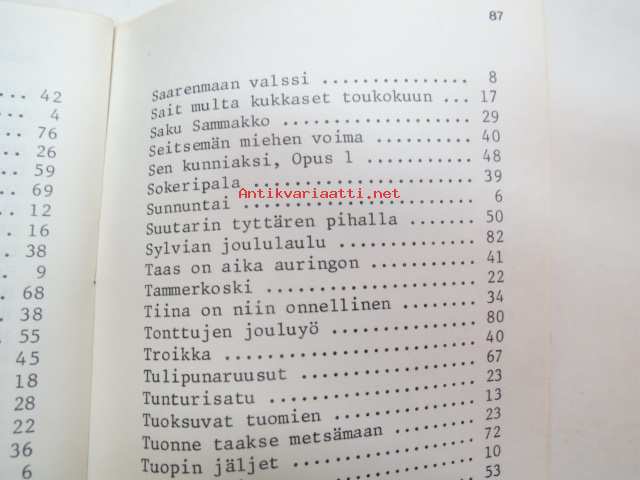 87
... 42
4
76
26
59
69
12
16
38
9
68
38
55
45
18
28
22
36
6
Saarenmaan valssi ............... 8
Sait multa kukkaset toukokuun ... 17
Saku Sammakko ................... 29
Seitsemän miehen voima .......... 40
Sen kunniaksi, Opus 1 ........... 48
Sokeripala ...................... 39
Antikvariaatti.net
Sunnuntai ....................... 6
Suutarin tyttären pihalla ....... 50
Sylvian joululaulu .............. 82
Taas on aika auringon ........... 41
Tammerkoski ..................... 22
Tiina on niin onnellinen ........ 34
Tonttujen jouluyö ............... 80
Troikka ......................... 40
Tulipunaruusut .................. 67
Tunturisatu ..................... 23
Tuoksuvat tuomien ............... 13
Tuonne taakse metsämaan ......... 23
Tuopin jäljet ................... 72
10
53